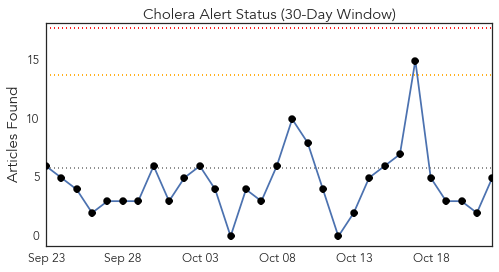 Cholera Alert Status (30-Day Window)
Articles Found
15
10
5
0
Sep 23
Sep 28
Oct 03
Oct 08
Oct 13
Oct 18